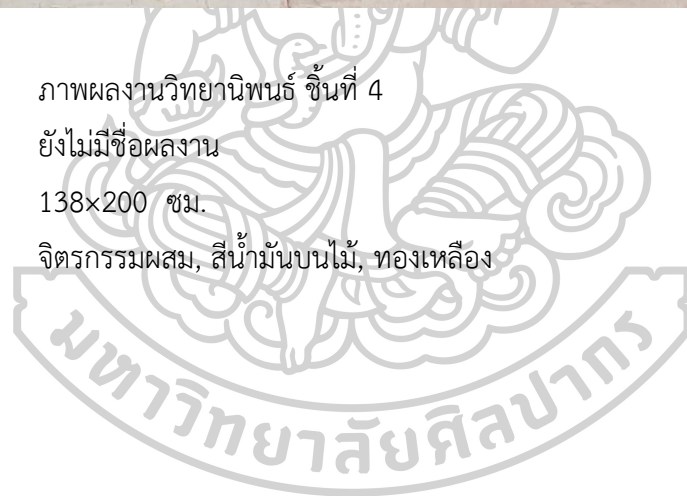 ภาพผลงานวิทยานิพนธ์ ชิ้นที่ 4
ยังไม่มีชื่อผลงาน
138×200 ซม.
จิตรกรรมผสม, สีน้ำมันบนไม้, ทองเหลือง
มหาวิทยาลัยศิลปากร